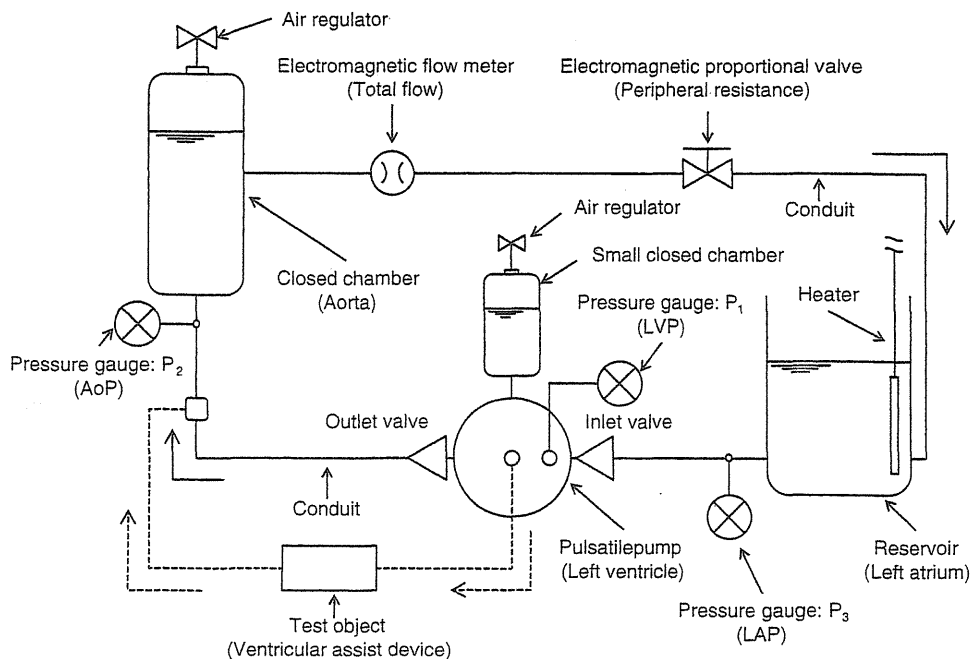 Air regulator
Electromagnetic flow meter
(Total flow)
Electromagnetic proportional valve
(Peripheral resistance)
Conduit
Air regulator
Small closed chamber
Closed chamber
(Aorta)
Pressure gauge: P1
(LVP)
Heater
Pressure gauge: P2
(AoP)
Outlet valve
Inlet valve
Conduit
Pulsatilepump
(Left ventricle)
Reservoir
(Left atrium)
Pressure gauge: P3
(LAP)
Test object
(Ventricular assist device)